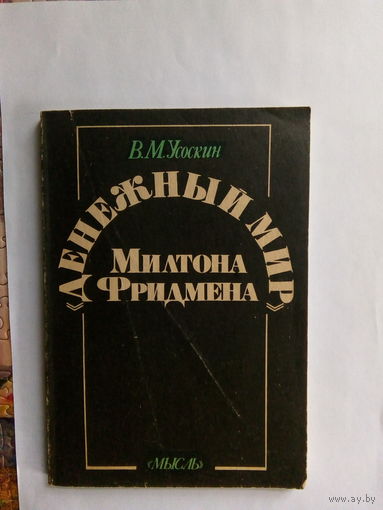 В. М. Усоскин
«ДЕНЕЖНЫЙ МИР»
МИЛТОНА
ФРИДМЕНА
«МЫСЛЬ»
www.ay.by